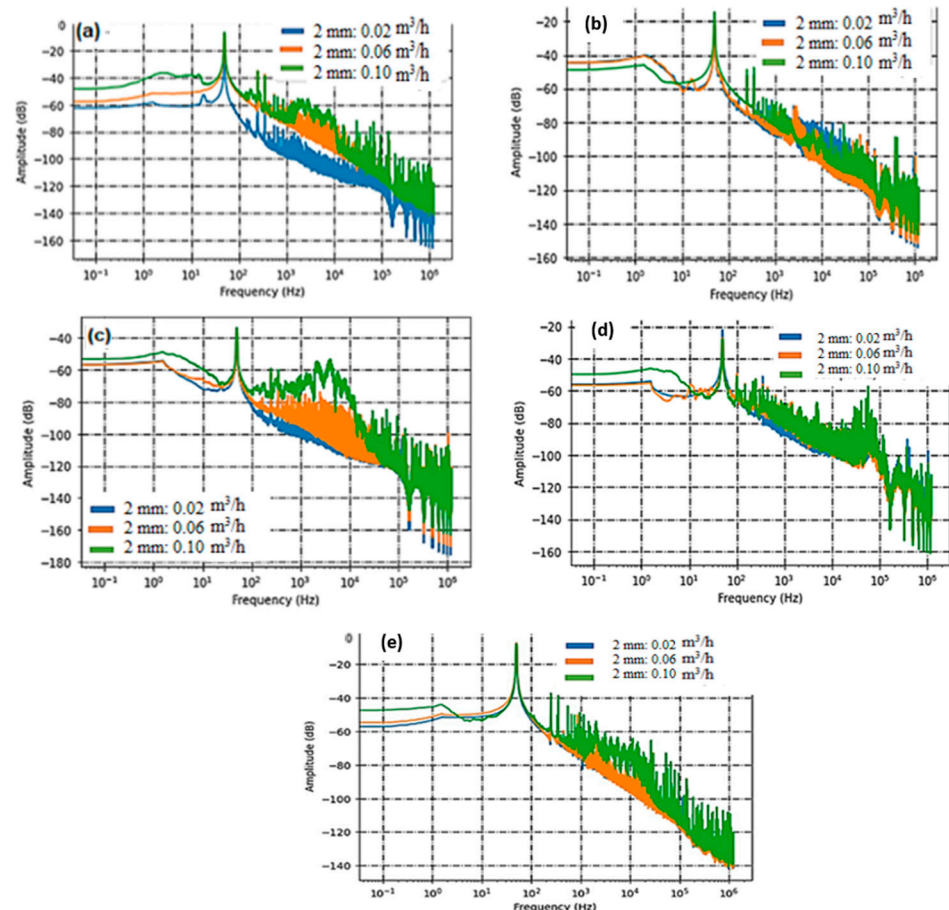 (a)
2 mm: 0.02 m³/h
2 mm: 0.06 m³/h
2 mm: 0.10 m³/h
0
−20
−40
−60
−80
−100
−120
−140
−160
Amplitude (dB)
10⁻¹ 10⁰ 10¹ 10² 10³ 10⁴ 10⁵ 10⁶
Frequency (Hz)
(b)
2 mm: 0.02 m³/h
2 mm: 0.06 m³/h
2 mm: 0.10 m³/h
−20
−40
−60
−80
−100
−120
−140
−160
Amplitude (dB)
10⁻¹ 10⁰ 10¹ 10² 10³ 10⁴ 10⁵ 10⁶
Frequency (Hz)
(c)
−40
−60
−80
−100
−120
−140
−160
−180
Amplitude (dB)
2 mm: 0.02 m³/h
2 mm: 0.06 m³/h
2 mm: 0.10 m³/h
10⁻¹ 10⁰ 10¹ 10² 10³ 10⁴ 10⁵ 10⁶
Frequency (Hz)
(d)
2 mm: 0.02 m³/h
2 mm: 0.06 m³/h
2 mm: 0.10 m³/h
−20
−40
−60
−80
−100
−120
−140
−160
Amplitude (dB)
10⁻¹ 10⁰ 10¹ 10² 10³ 10⁴ 10⁵ 10⁶
Frequency (Hz)
(e)
2 mm: 0.02 m³/h
2 mm: 0.06 m³/h
2 mm: 0.10 m³/h
0
−20
−40
−60
−80
−100
−120
−140
Amplitude (dB)
10⁻¹ 10⁰ 10¹ 10² 10³ 10⁴ 10⁵ 10⁶
Frequency (Hz)